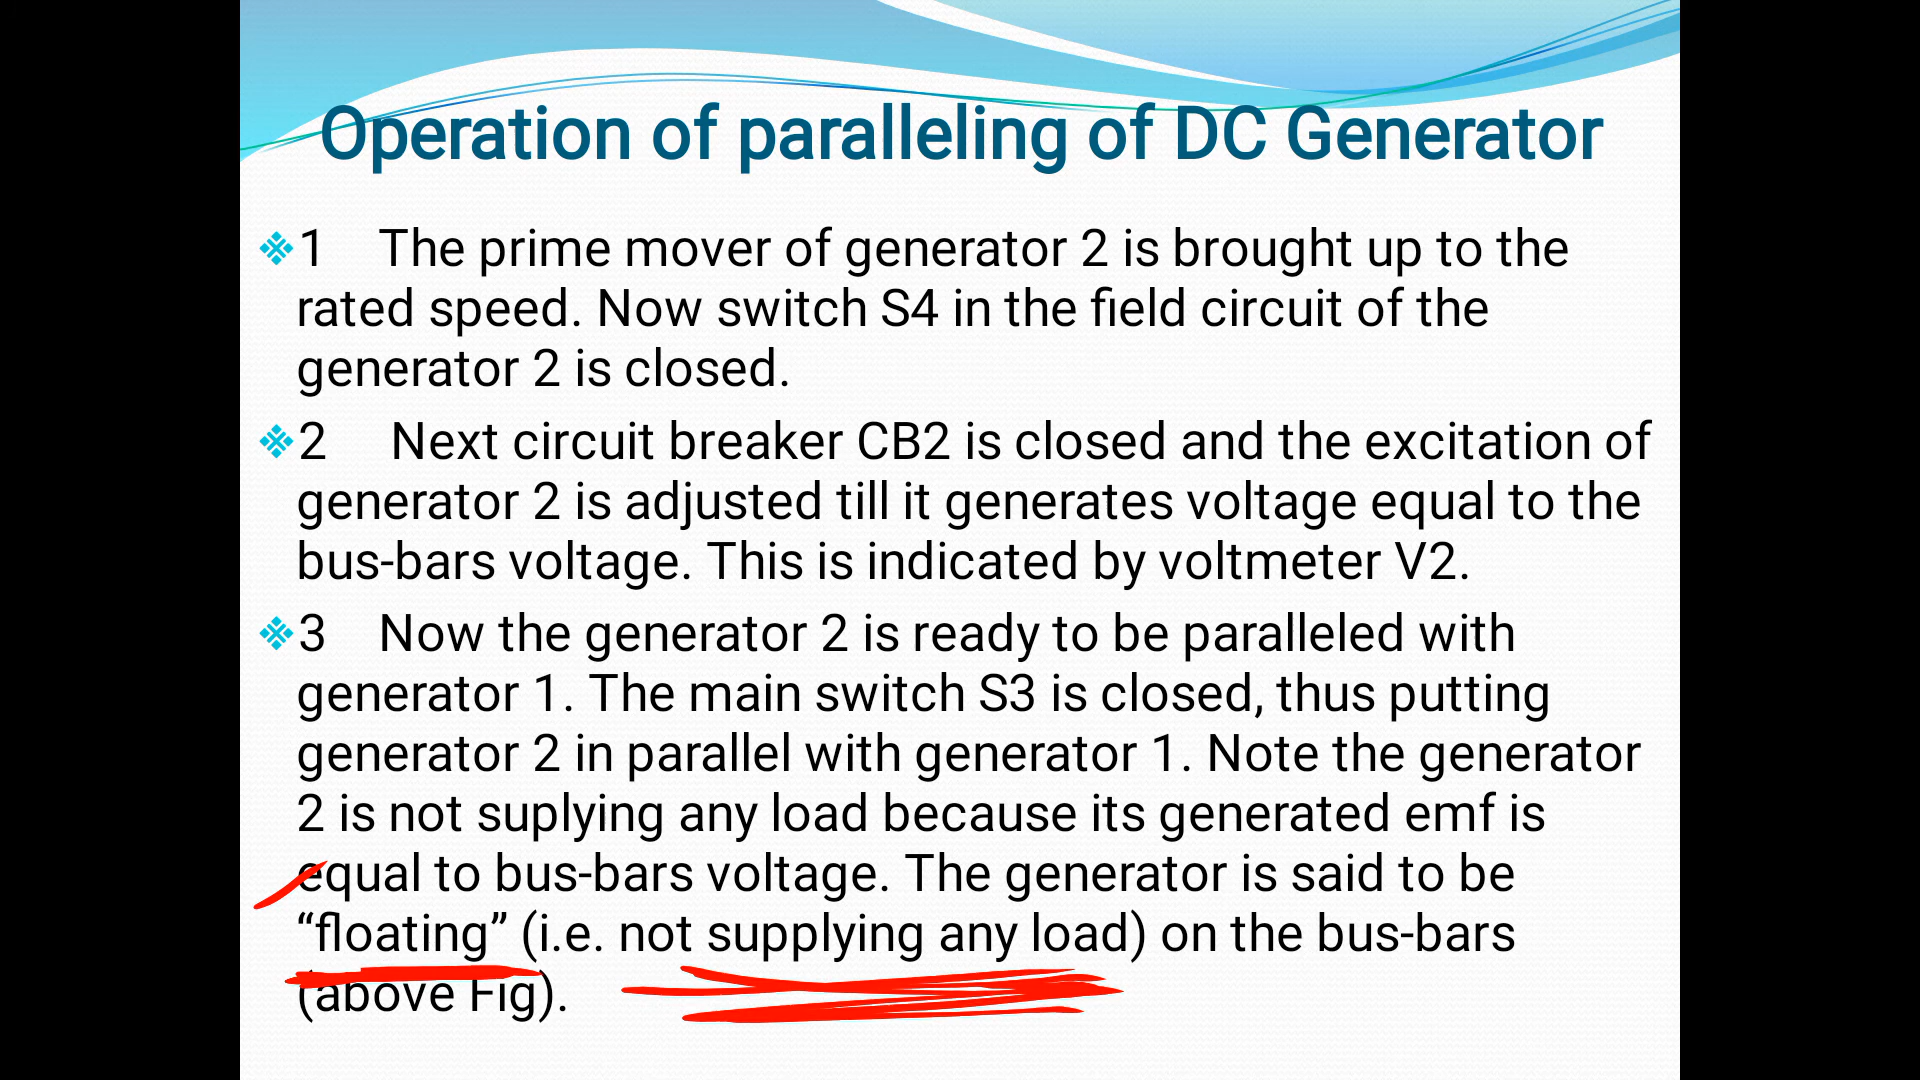 Operation of paralleling of DC Generator
1 The prime mover of generator 2 is brought up to the
rated speed. Now switch S4 in the field circuit of the
generator 2 is closed.
2 Next circuit breaker CB2 is closed and the excitation of
generator 2 is adjusted till it generates voltage equal to the
bus-bars voltage. This is indicated by voltmeter V2.
3 Now the generator 2 is ready to be paralleled with
generator 1. The main switch S3 is closed, thus putting
generator 2 in parallel with generator 1. Note the generator
2 is not suplying any load because its generated emf is
equal to bus-bars voltage. The generator is said to be
“floating” (i.e. not supplying any load) on the bus-bars
(above Fig).